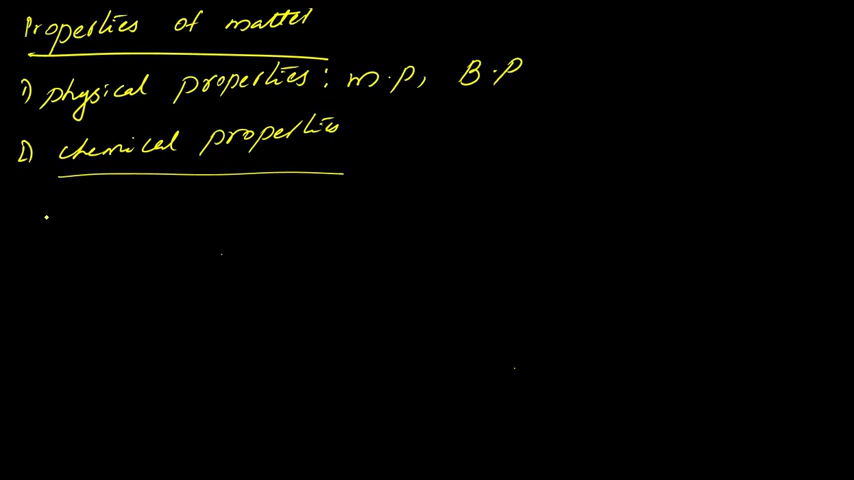 Properties of matter
1) physical properties: m.p, B.P
2) chemical properties